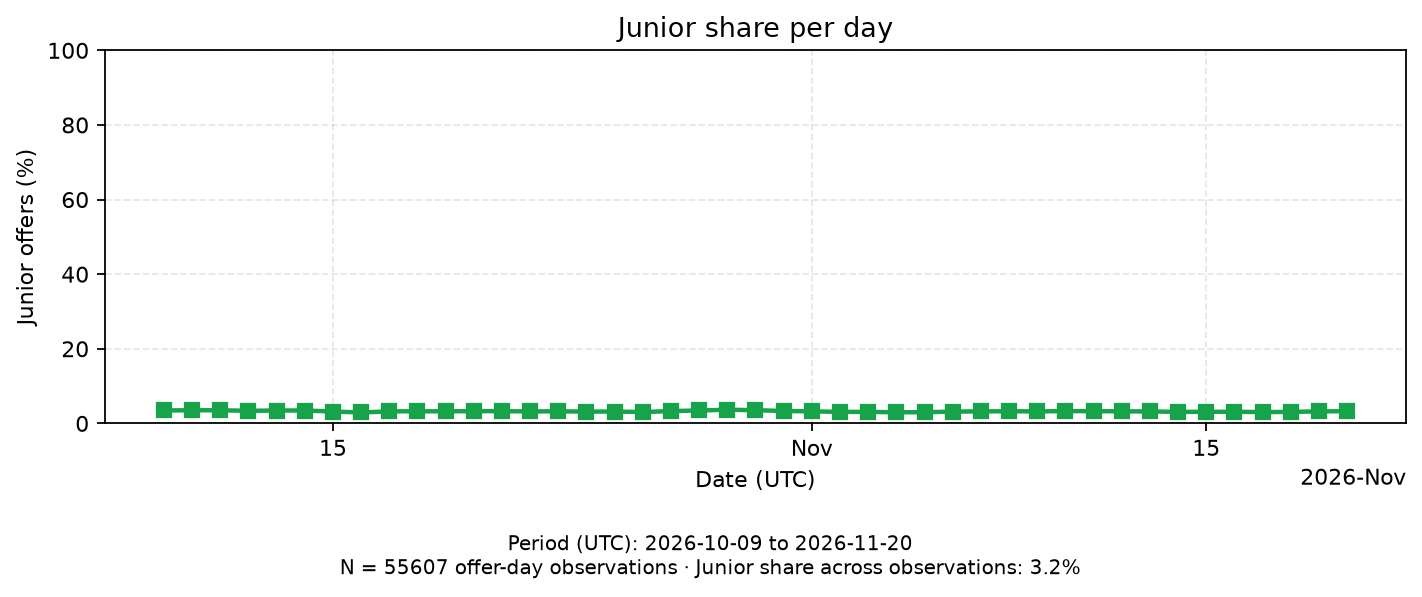 Junior share per day
Junior offers (%)
100
80
60
40
20
0
15
Nov
15
Date (UTC)
2026-Nov
Period (UTC): 2026-10-09 to 2026-11-20
N = 55607 offer-day observations · Junior share across observations: 3.2%